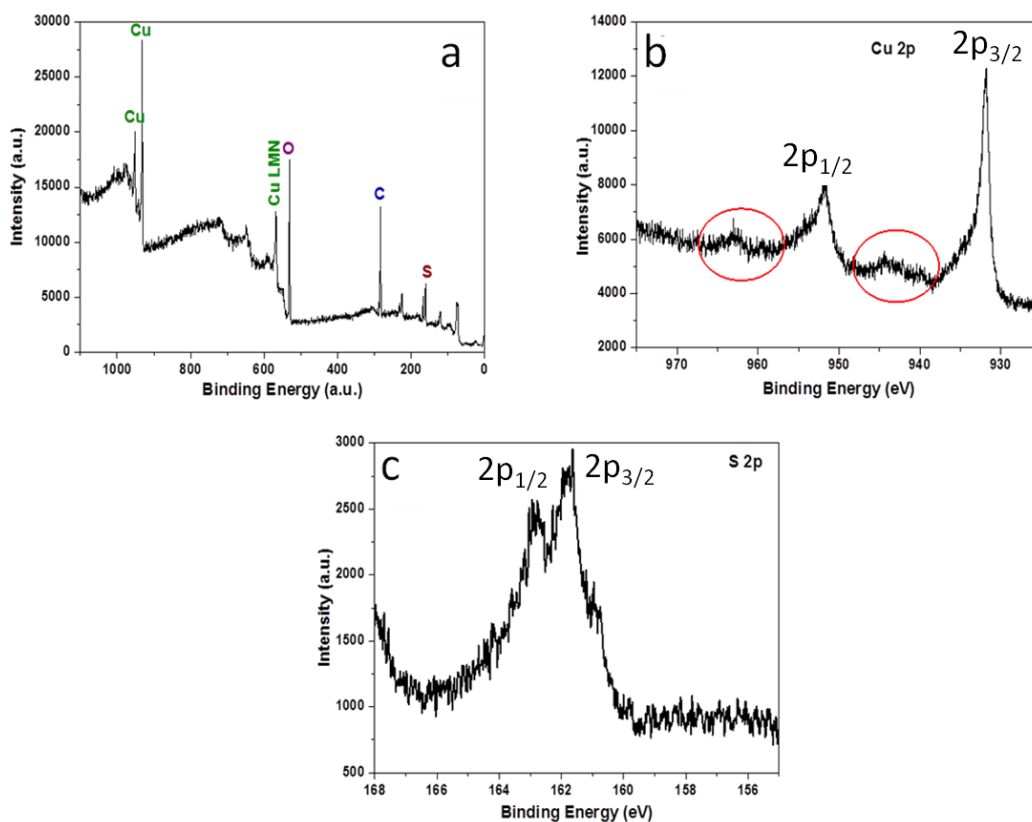 a
Cu
Cu
Cu LMN
O
C
S
30000
25000
20000
15000
10000
5000
0
Intensity (a.u.)
1000 800 600 400 200 0
Binding Energy (a.u.)
b
Cu 2p
2p3/2
2p1/2
14000
12000
10000
8000
6000
4000
2000
Intensity (a.u.)
970 960 950 940 930
Binding Energy (eV)
c
S 2p
2p1/2
2p3/2
3000
2500
2000
1500
1000
500
Intensity (a.u.)
168 166 164 162 160 158 156
Binding Energy (eV)